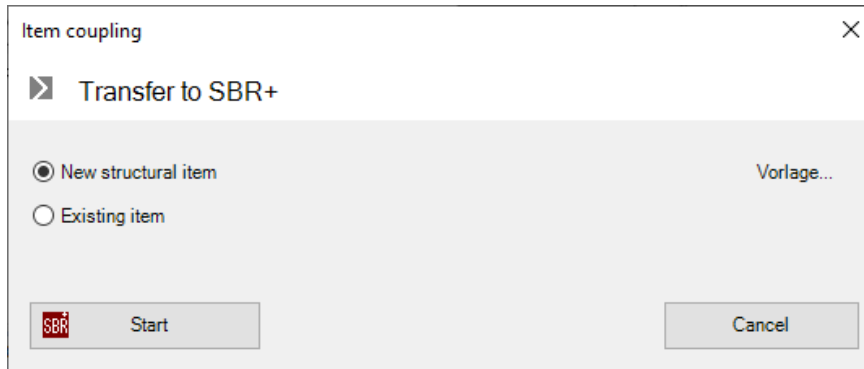 Item coupling
Transfer to SBR+
New structural item
Vorlage...
Existing item
SBR+
Start
Cancel